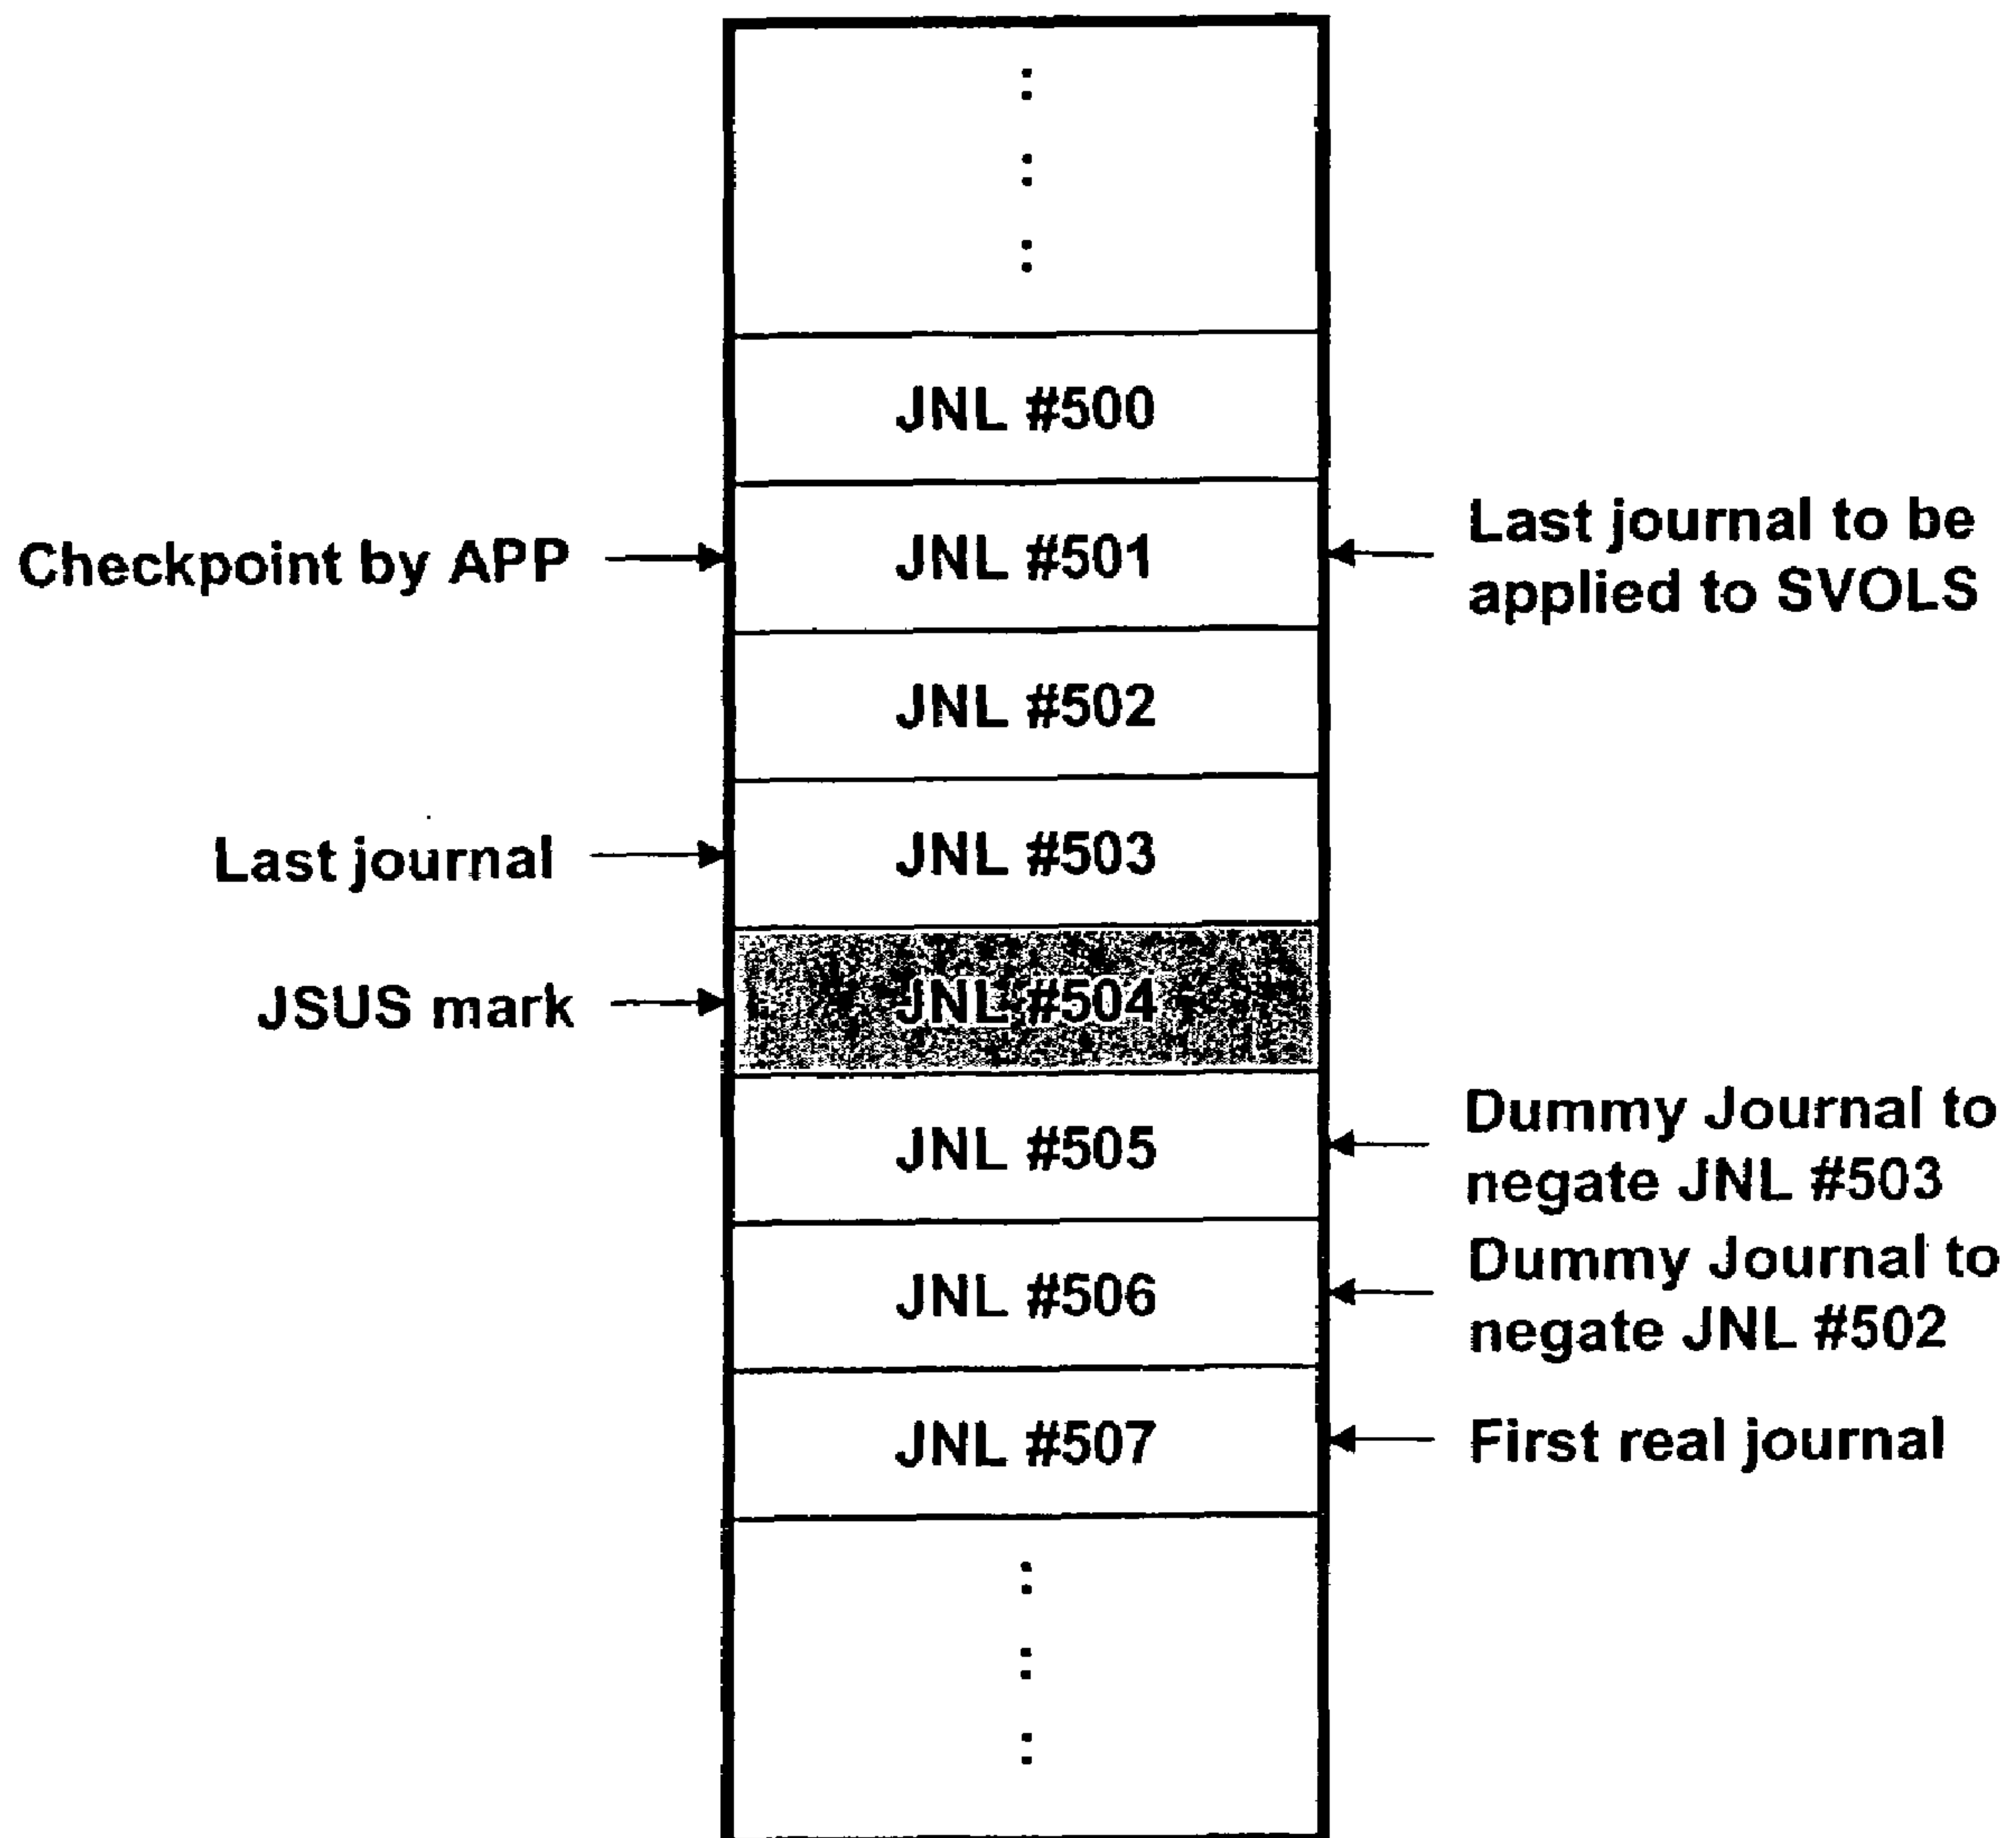 JNL #500
Checkpoint by APP
JNL #501
Last journal to be
applied to SVOLS
JNL #502
Last journal
JNL #503
JSUS mark
JNL #504
JNL #505
Dummy Journal to
negate JNL #503
JNL #506
Dummy Journal to
negate JNL #502
JNL #507
First real journal